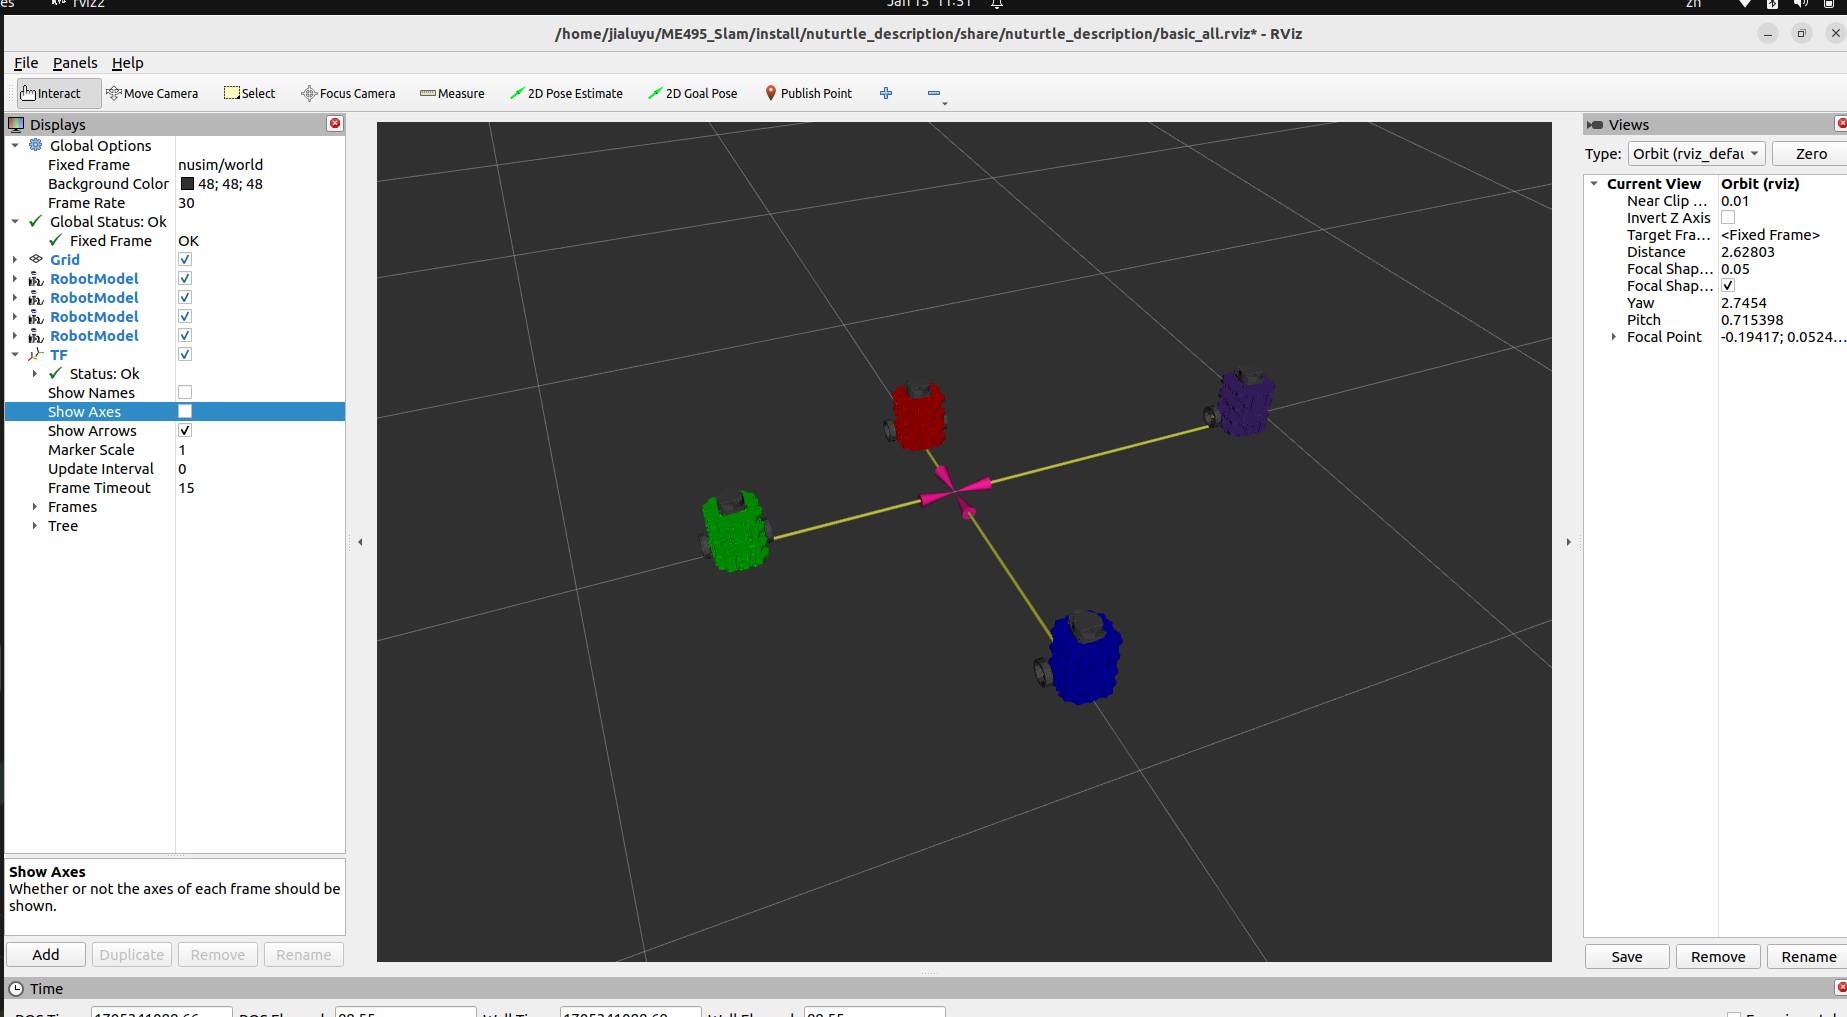 es rviz2 Jan 15 11:31 zh
/home/jialuyu/ME495_Slam/install/nuturtle_description/share/nuturtle_description/basic_all.rviz* - RViz
File Panels Help
Interact Move Camera Select Focus Camera Measure 2D Pose Estimate 2D Goal Pose Publish Point
Displays
Global Options
Fixed Frame nusim/world
Background Color 48; 48; 48
Frame Rate 30
Global Status: Ok
Fixed Frame OK
Grid
RobotModel
RobotModel
RobotModel
RobotModel
TF
Status: Ok
Show Names
Show Axes
Show Arrows
Marker Scale 1
Update Interval 0
Frame Timeout 15
Frames
Tree
Show Axes
Whether or not the axes of each frame should be
shown.
Add Duplicate Remove Rename
Views
Type: Orbit (rviz_defau Zero
Current View Orbit (rviz)
Near Clip ... 0.01
Invert Z Axis
Target Fra... <Fixed Frame>
Distance 2.62803
Focal Shap... 0.05
Focal Shap...
Yaw 2.7454
Pitch 0.715398
Focal Point -0.19417; 0.0524...
Save Remove Rename
Time